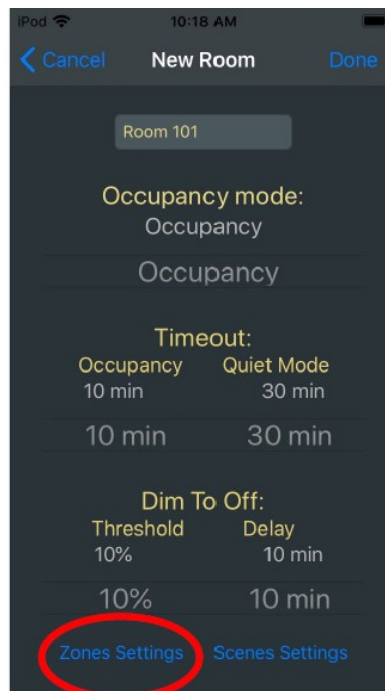 iPod 10:18 AM
Cancel New Room Done
Room 101
Occupancy mode:
Occupancy
Occupancy
Timeout:
Occupancy Quiet Mode
10 min 30 min
10 min 30 min
Dim To Off:
Threshold Delay
10% 10 min
10% 10 min
Zones Settings Scenes Settings